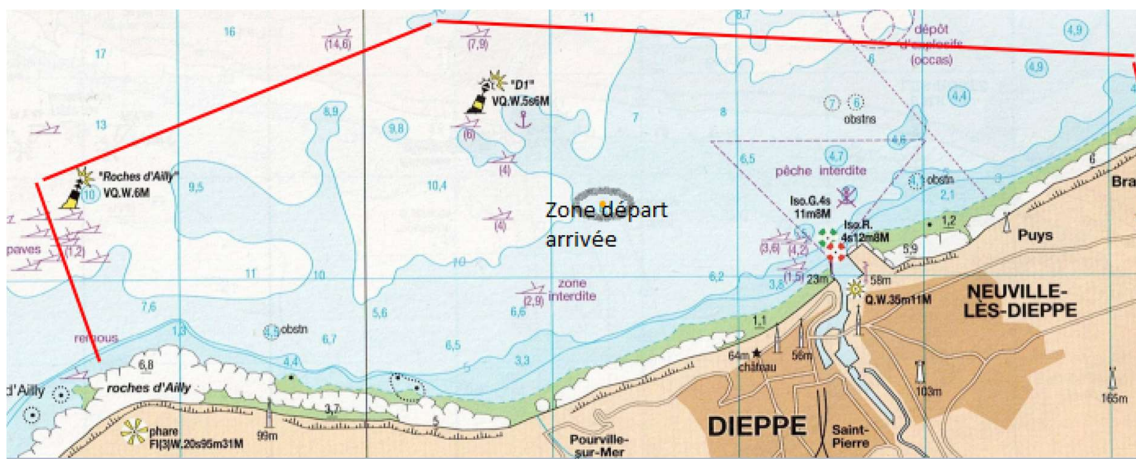 16
17
(14,6)
(7,9)
11
8,7
dépôt
d'explosifs
(occas)
6
4,9
4,9
"D1"
VQ.W.5s6M
13
8,9
9,8
(6)
7
8
7
6
obstns
4,4
4,6
"Roches d'Ailly"
VQ.W.6M
10
9,5
(4)
10,4
6,5
4,7
pêche interdite
obstn
2,1
3
6
Bra
Iso.G.4s
11m8M
Zone départ
arrivée
(4)
Iso.R.
4s12m8M
1,2
Puys
5,9
paves
(1,2)
(3,6)
(4,2)
(1,5)
11
10
10
zone
interdite
(2,9)
6,2
3,8
23m
58m
Q.W.35m11M
NEUVILLE-
LÈS-DIEPPE
7,6
5,6
6,6
1,3
remous
obstn
6,7
6,5
4,4
3,3
5
1,1
64m
château
56m
6,8
d'Ailly
roches d'Ailly
3,7
5
99m
103m
165m
phare
Fl(3)W.20s95m31M
Pourville-
sur-Mer
DIEPPE
Saint-
Pierre